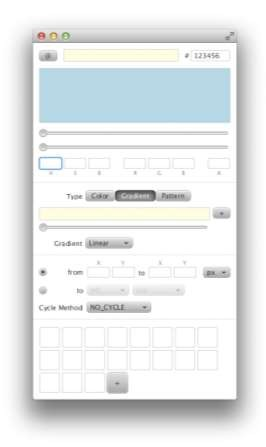 @ # 123456
H S B R G B A
Type Color Gradient Pattern
+
Gradient Linear
X Y X Y
from to px
to
Cycle Method NO_CYCLE
+